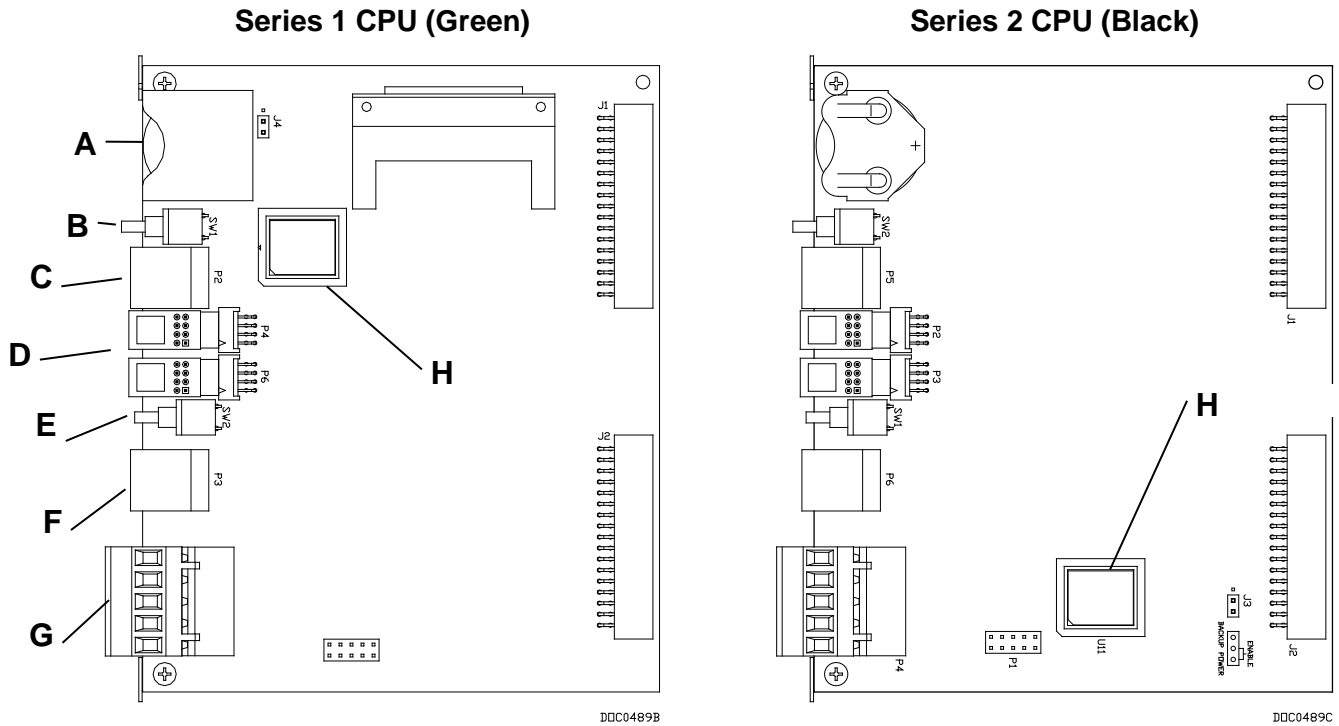 Series 1 CPU (Green)
Series 2 CPU (Black)
A
B
C
D
E
F
G
H
J4
J1
SW1
P2
P4
P6
SW2
P3
J2
DOC0489B
SW2
P5
P2
P3
SW1
P6
P4
J1
H
U11
P1
J3
BACKUP POWER
ENABLE
J2
DOC0489C